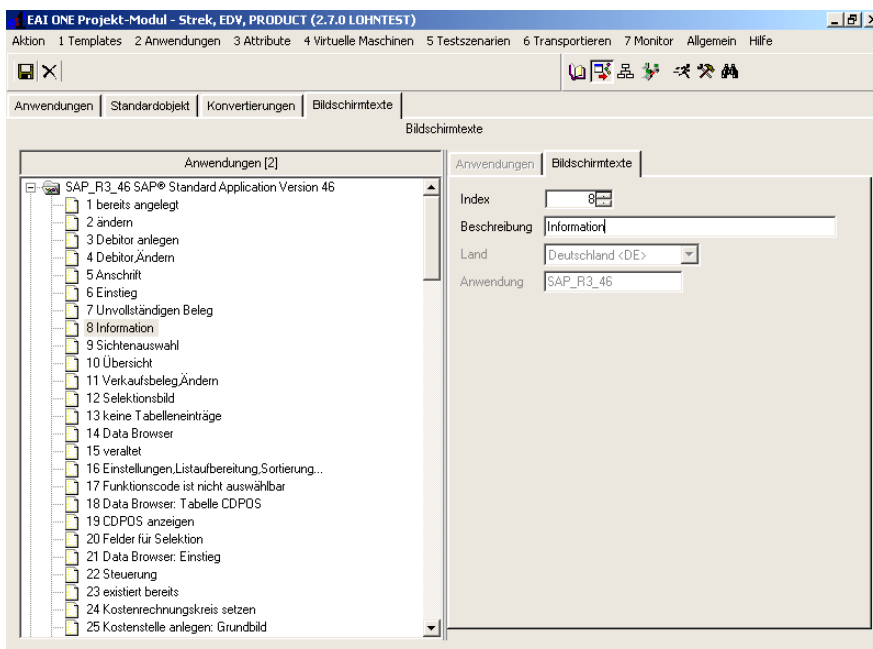 EAI ONE Projekt-Modul - Strek, EDV, PRODUCT (2.7.0 LOHNTEST)
Aktion 1 Templates 2 Anwendungen 3 Attribute 4 Virtuelle Maschinen 5 Testszenarien 6 Transportieren 7 Monitor Allgemein Hilfe
Anwendungen Standardobjekt Konvertierungen Bildschirmtexte
Bildschirmtexte
Anwendungen [2]
SAP_R3_46 SAP® Standard Application Version 46
1 bereits angelegt
2 ändern
3 Debitor anlegen
4 Debitor,Ändern
5 Anschrift
6 Einstieg
7 Unvollständigen Beleg
8 Information
9 Sichtenauswahl
10 Übersicht
11 Verkaufsbeleg,Ändern
12 Selektionsbild
13 keine Tabelleneinträge
14 Data Browser
15 veraltet
16 Einstellungen,Listaufbereitung,Sortierung...
17 Funktionscode ist nicht auswählbar
18 Data Browser: Tabelle CDPOS
19 CDPOS anzeigen
20 Felder für Selektion
21 Data Browser: Einstieg
22 Steuerung
23 existiert bereits
24 Kostenrechnungskreis setzen
25 Kostenstelle anlegen: Grundbild
Anwendungen Bildschirmtexte
Index 8
Beschreibung Information
Land Deutschland <DE>
Anwendung SAP_R3_46